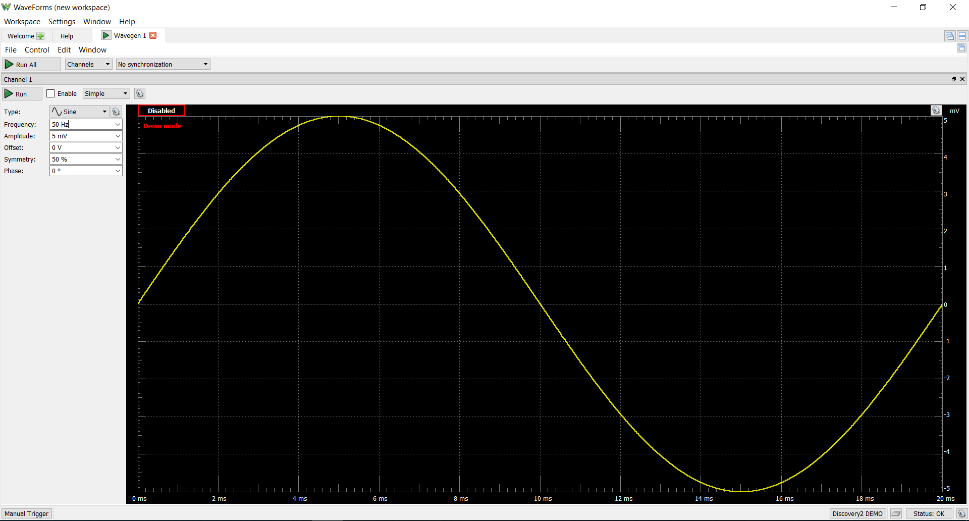 WaveForms (new workspace)
Workspace Settings Window Help
Welcome Help Wavegen 1
File Control Edit Window
Run All Channels No synchronization
Channel 1
Run Enable Simple
Type: Sine
Frequency: 50 Hz
Amplitude: 5 mV
Offset: 0 V
Symmetry: 50 %
Phase: 0 °
Disabled
Demo mode
mV
5
4
3
2
1
0
-1
-2
-3
-4
-5
0 ms 2 ms 4 ms 6 ms 8 ms 10 ms 12 ms 14 ms 16 ms 18 ms 20 ms
Manual Trigger Discovery2 DEMO Status: OK